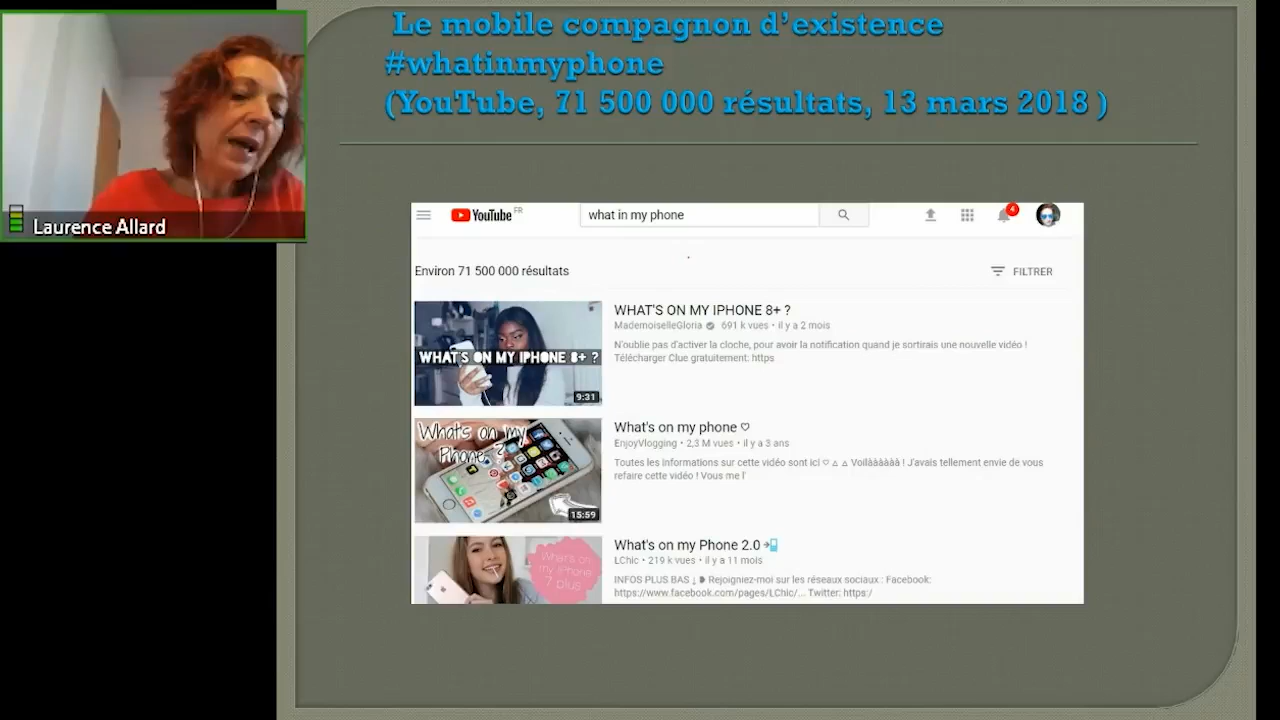 Le mobile compagnon d’existence
#whatinmyphone
(YouTube, 71 500 000 résultats, 13 mars 2018 )
Laurence Allard
YouTube FR
what in my phone
4
Environ 71 500 000 résultats
FILTRER
WHAT'S ON MY IPHONE 8+ ?
9:31
WHAT'S ON MY IPHONE 8+ ?
MademoiselleGloria 691 k vues • il y a 2 mois
N'oublie pas d'activer la cloche, pour avoir la notification quand je sortirais une nouvelle vidéo !
Télécharger Clue gratuitement: https
What's on my
Phone ?
15:59
What's on my phone ♡
EnjoyVlogging • 2,3 M vues • il y a 3 ans
Toutes les informations sur cette vidéo sont ici ♡ ▵ ▵ Voilàààààà ! J'avais tellement envie de vous
refaire cette vidéo ! Vous me l'
What's on
my iphone
7 plus
What's on my Phone 2.0 📲
LChic • 219 k vues • il y a 11 mois
INFOS PLUS BAS ↓ ❥ Rejoigniez-moi sur les réseaux sociaux : Facebook:
https://www.facebook.com/pages/LChic/... Twitter: https:/